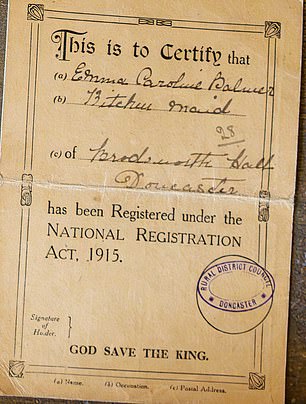 This is to Certify that
(a) Emma Caroline Balmer
(b) Kitchen maid
98
(c) of Brodsworth Hall
Doncaster
has been Registered under the
NATIONAL REGISTRATION
ACT, 1915.
RURAL DISTRICT COUNCIL
DONCASTER
Signature
of
Holder.
GOD SAVE THE KING.
(a) Name. (b) Occupation. (c) Postal Address.